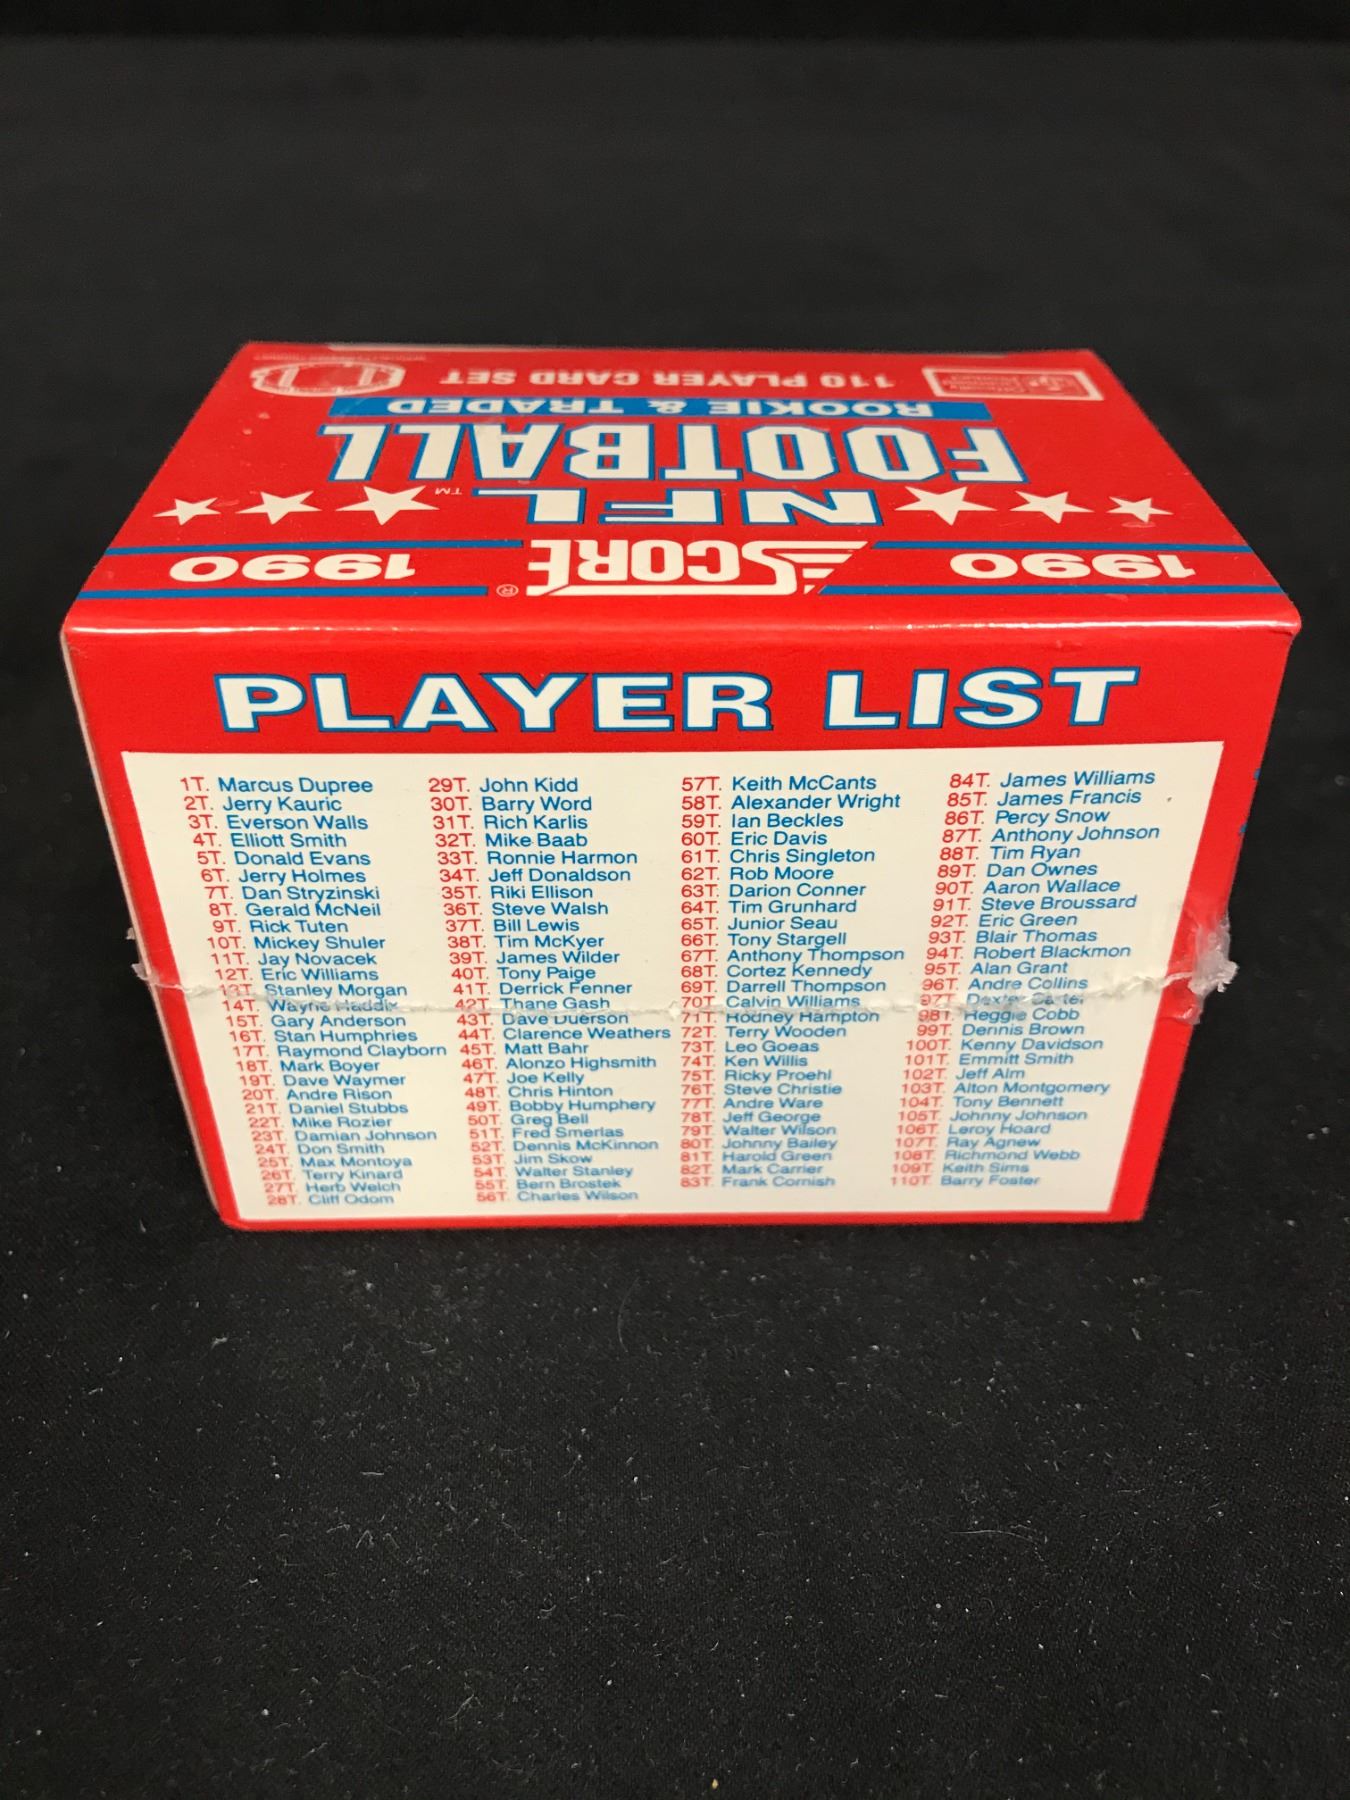 110 PLAYER CARD SET
ROOKIE & TRADED
FOOTBALL
NFL™
1990 SCORE® 1990
PLAYER LIST
1T. Marcus Dupree
2T. Jerry Kauric
3T. Everson Walls
4T. Elliott Smith
5T. Donald Evans
6T. Jerry Holmes
7T. Dan Stryzinski
8T. Gerald McNeil
9T. Rick Tuten
10T. Mickey Shuler
11T. Jay Novacek
12T. Eric Williams
13T. Stanley Morgan
14T. Wayne Haddix
15T. Gary Anderson
16T. Stan Humphries
17T. Raymond Clayborn
18T. Mark Boyer
19T. Dave Waymer
20T. Andre Rison
21T. Daniel Stubbs
22T. Mike Rozier
23T. Damian Johnson
24T. Don Smith
25T. Max Montoya
26T. Terry Kinard
27T. Herb Welch
28T. Cliff Odom
29T. John Kidd
30T. Barry Word
31T. Rich Karlis
32T. Mike Baab
33T. Ronnie Harmon
34T. Jeff Donaldson
35T. Riki Ellison
36T. Steve Walsh
37T. Bill Lewis
38T. Tim McKyer
39T. James Wilder
40T. Tony Paige
41T. Derrick Fenner
42T. Thane Gash
43T. Dave Duerson
44T. Clarence Weathers
45T. Matt Bahr
46T. Alonzo Highsmith
47T. Joe Kelly
48T. Chris Hinton
49T. Bobby Humphery
50T. Greg Bell
51T. Fred Smerlas
52T. Dennis McKinnon
53T. Jim Skow
54T. Walter Stanley
55T. Bern Brostek
56T. Charles Wilson
57T. Keith McCants
58T. Alexander Wright
59T. Ian Beckles
60T. Eric Davis
61T. Chris Singleton
62T. Rob Moore
63T. Darion Conner
64T. Tim Grunhard
65T. Junior Seau
66T. Tony Stargell
67T. Anthony Thompson
68T. Cortez Kennedy
69T. Darrell Thompson
70T. Calvin Williams
71T. Rodney Hampton
72T. Terry Wooden
73T. Leo Goeas
74T. Ken Willis
75T. Ricky Proehl
76T. Steve Christie
77T. Andre Ware
78T. Jeff George
79T. Walter Wilson
80T. Johnny Bailey
81T. Harold Green
82T. Mark Carrier
83T. Frank Cornish
84T. James Williams
85T. James Francis
86T. Percy Snow
87T. Anthony Johnson
88T. Tim Ryan
89T. Dan Ownes
90T. Aaron Wallace
91T. Steve Broussard
92T. Eric Green
93T. Blair Thomas
94T. Robert Blackmon
95T. Alan Grant
96T. Andre Collins
97T. Dexter Carter
98T. Reggie Cobb
99T. Dennis Brown
100T. Kenny Davidson
101T. Emmitt Smith
102T. Jeff Alm
103T. Alton Montgomery
104T. Tony Bennett
105T. Johnny Johnson
106T. Leroy Hoard
107T. Ray Agnew
108T. Richmond Webb
109T. Keith Sims
110T. Barry Foster